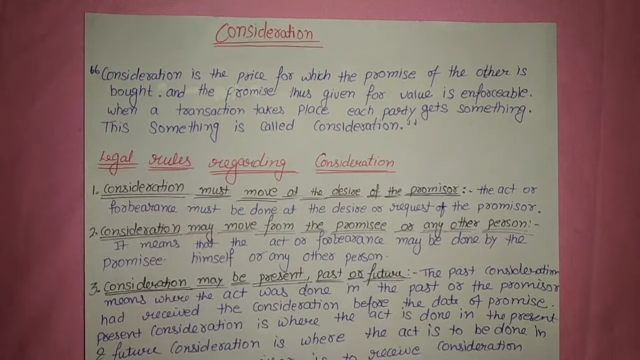 Consideration
"Consideration is the price for which the promise of the other is
bought. and the promise thus given for value is enforceable.
when a transaction takes place each party gets something.
This something is called Consideration."
Legal rules regarding Consideration
1. Consideration must move at the desire of the promisor:- the act or
forbearance must be done at the desire or request of the promisor.
2. Consideration may move from the promisee or any other person:-
It means that the act or forbearance may be done by the
promisee himself or any other person.
3. Consideration may be present, past or future:- The past consideration
means where the act was done in the past or the promisor
had received the consideration before the date of promise.
present consideration is where the act is done in the present
& future consideration is where the act is to be done in
is to receive consideration